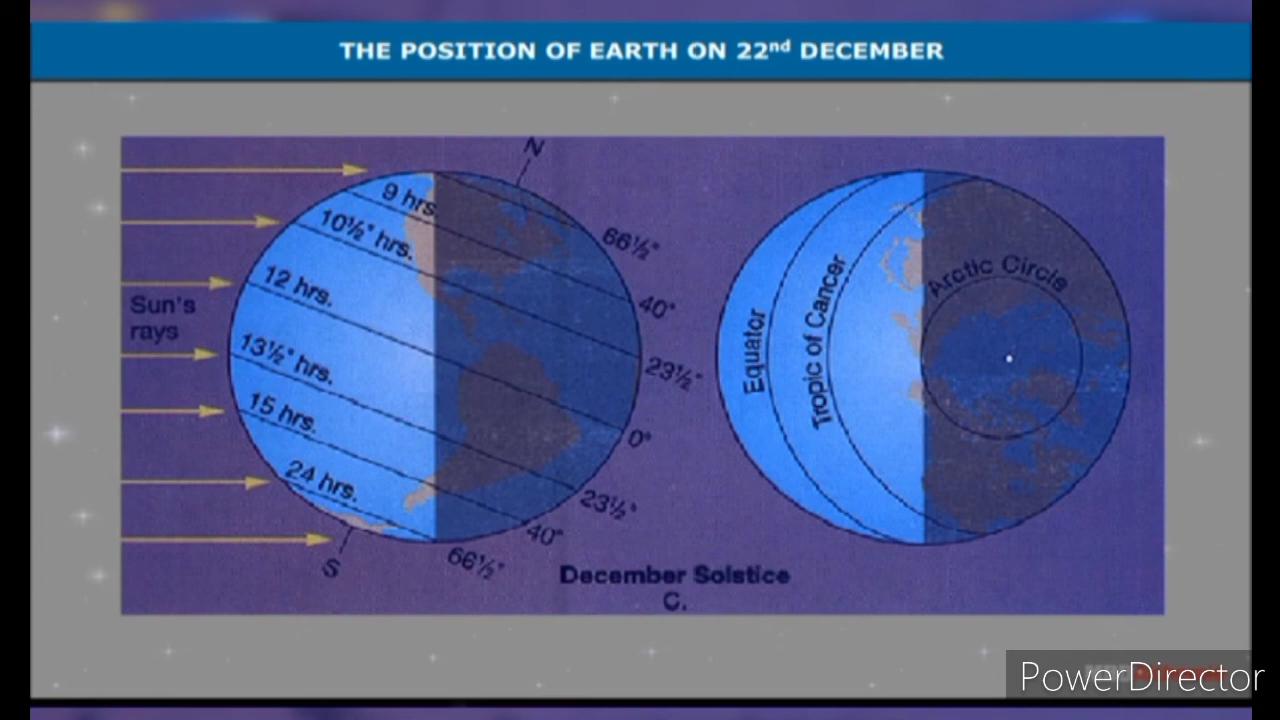 THE POSITION OF EARTH ON 22nd DECEMBER
N
9 hrs.
10½ hrs.
12 hrs.
13½ hrs.
15 hrs.
24 hrs.
Sun's
rays
S
66½°
40°
23½°
0°
23½°
40°
66½°
Equator
Tropic of Cancer
Arctic Circle
December Solstice
C.
PowerDirector